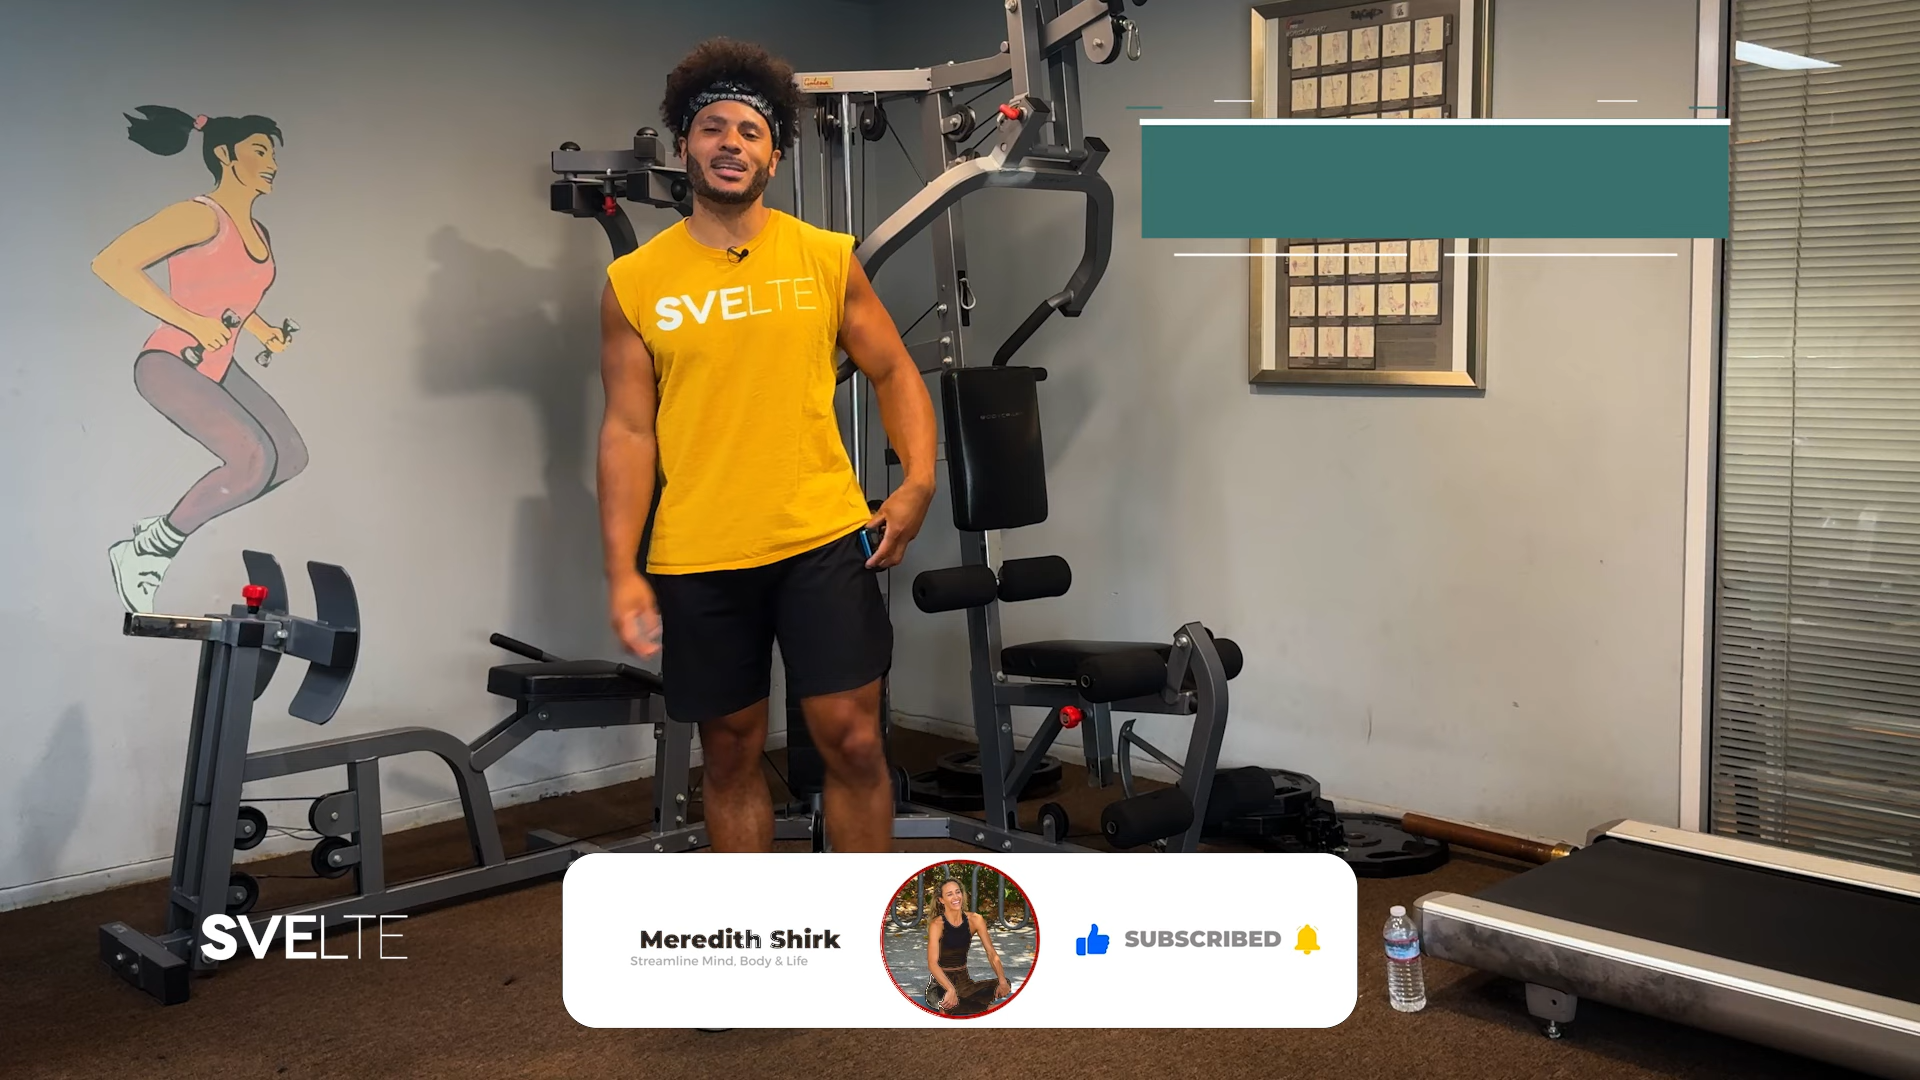 SVELTE
SVELTE
Meredith Shirk
Streamline Mind, Body & Life
SUBSCRIBED